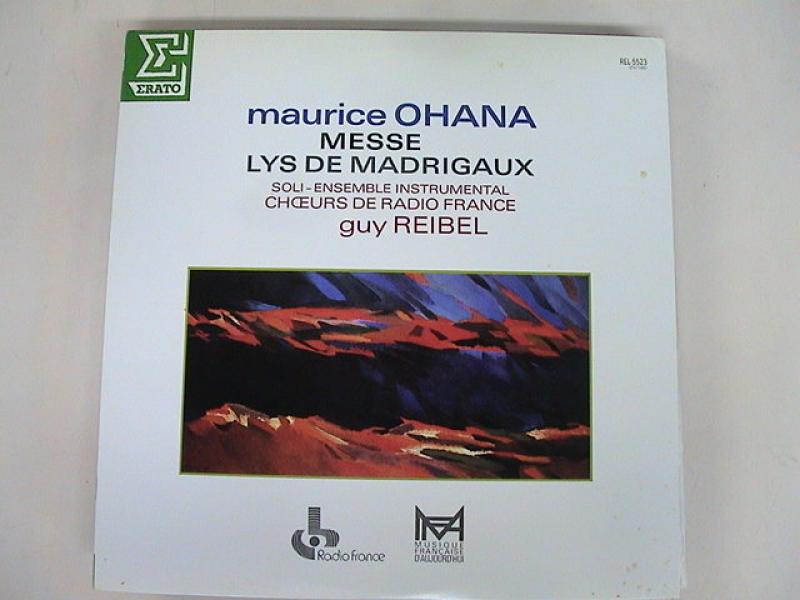 ERATO
REL 5523
maurice OHANA
MESSE
LYS DE MADRIGAUX
SOLI-ENSEMBLE INSTRUMENTAL
CHŒURS DE RADIO FRANCE
guy REIBEL
Radio France
MFA
MUSIQUE
FRANÇAISE
D'AUJOURD'HUI